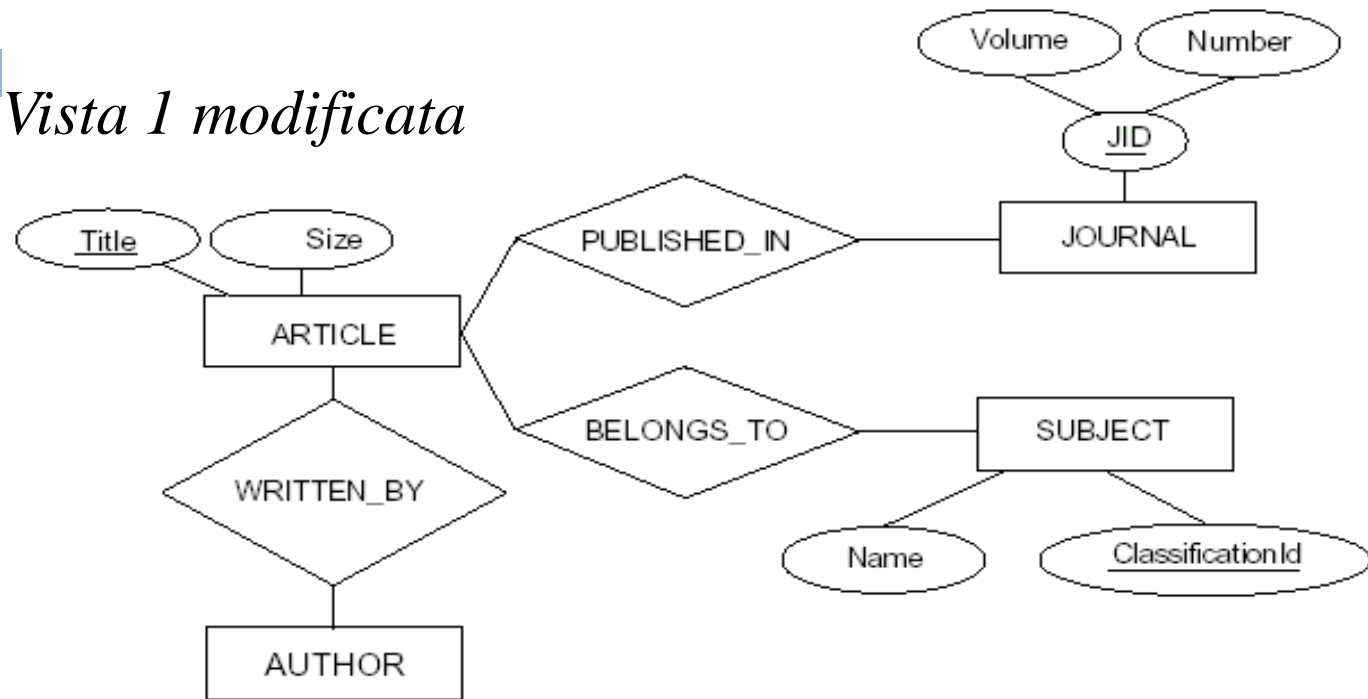 Vista 1 modificata
Volume
Number
JID
Title
Size
PUBLISHED_IN
JOURNAL
ARTICLE
BELONGS_TO
SUBJECT
WRITTEN_BY
Name
ClassificationId
AUTHOR